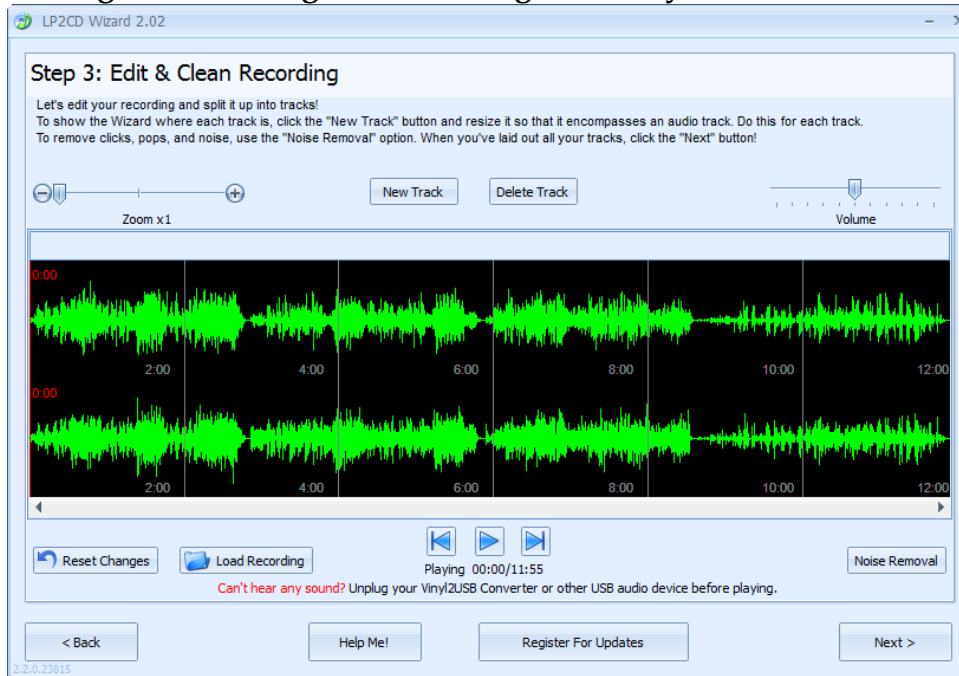 LP2CD Wizard 2.02
Step 3: Edit & Clean Recording
Let's edit your recording and split it up into tracks!
To show the Wizard where each track is, click the "New Track" button and resize it so that it encompasses an audio track. Do this for each track.
To remove clicks, pops, and noise, use the "Noise Removal" option. When you've laid out all your tracks, click the "Next" button!
New Track Delete Track
Zoom x1 Volume
0:00
2:00 4:00 6:00 8:00 10:00 12:00
0:00
2:00 4:00 6:00 8:00 10:00 12:00
Reset Changes Load Recording Noise Removal
Playing 00:00/11:55
Can't hear any sound? Unplug your Vinyl2USB Converter or other USB audio device before playing.
< Back Help Me! Register For Updates Next >
2.2.0.23815